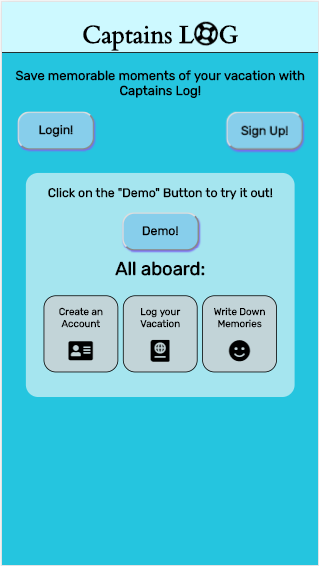 Captains LOG
Save memorable moments of your vacation with
Captains Log!
Login!
Sign Up!
Click on the "Demo" Button to try it out!
Demo!
All aboard:
Create an
Account
Log your
Vacation
Write Down
Memories